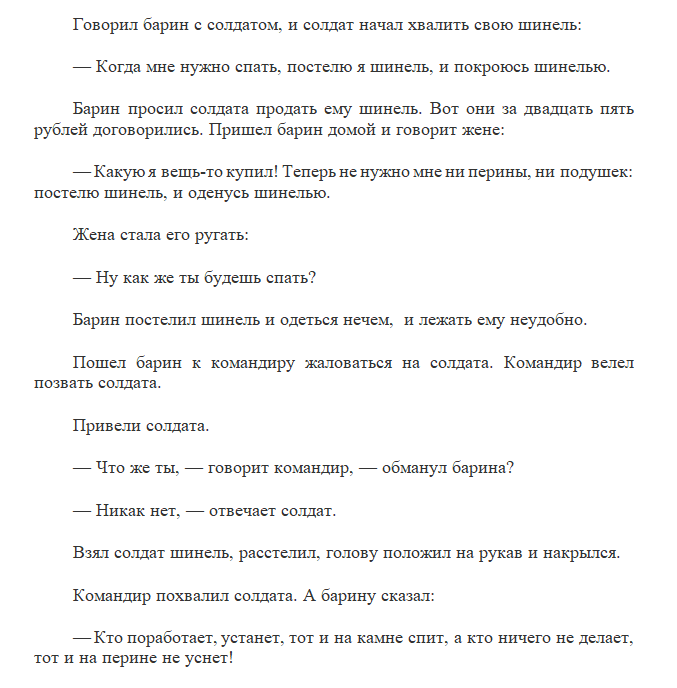 Говорил барин с солдатом, и солдат начал хвалить свою шинель:
— Когда мне нужно спать, постелю я шинель, и покроюсь шинелью.
Барин просил солдата продать ему шинель. Вот они за двадцать пять
рублей договорились. Пришел барин домой и говорит жене:
— Какую я вещь-то купил! Теперь не нужно мне ни перины, ни подушек:
постелю шинель, и оденусь шинелью.
Жена стала его ругать:
— Ну как же ты будешь спать?
Барин постелил шинель и одеться нечем,  и лежать ему неудобно.
Пошел барин к командиру жаловаться на солдата. Командир велел
позвать солдата.
Привели солдата.
— Что же ты, — говорит командир, — обманул барина?
— Никак нет, — отвечает солдат.
Взял солдат шинель, расстелил, голову положил на рукав и накрылся.
Командир похвалил солдата. А барину сказал:
— Кто поработает, устанет, тот и на камне спит, а кто ничего не делает,
тот и на перине не уснет!